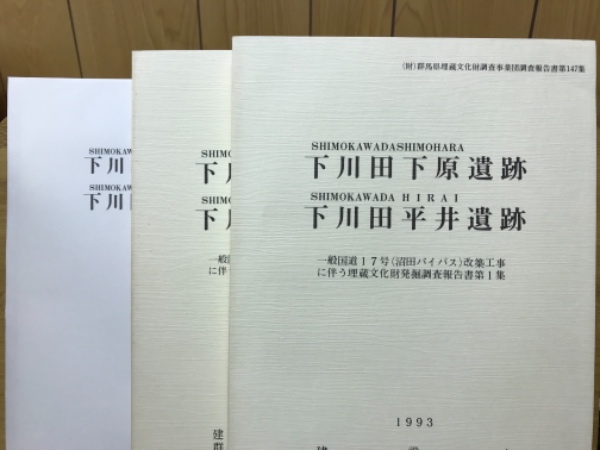 SHIMOKAW
下川
SHIMOKAWA
下川
SHIMO
下
SHIMO
下
一般国
に伴
建
群
(財)群馬県埋蔵文化財調査事業団調査報告書第147集
SHIMOKAWADASHIMOHARA
下川田下原遺跡
SHIMOKAWADA HIRAI
下川田平井遺跡
一般国道17号(沼田バイパス)改築工事
に伴う埋蔵文化財発掘調査報告書第1集
1993